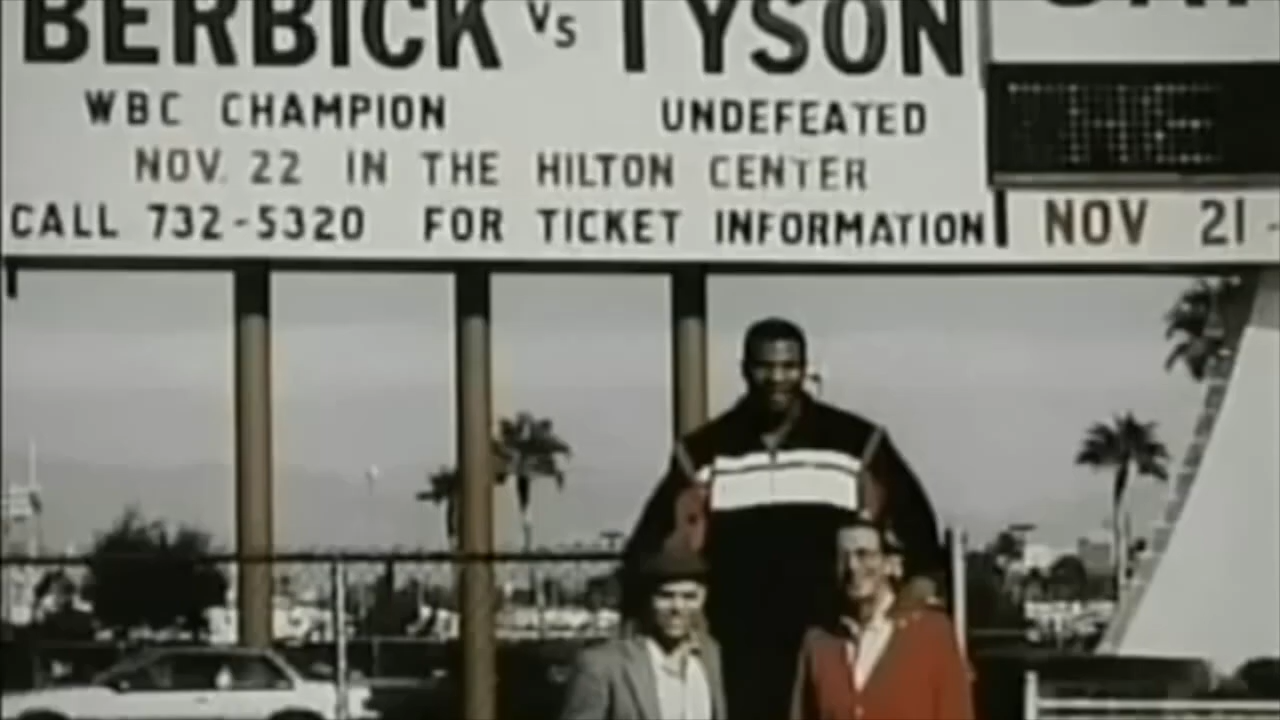 BERBICK VS TYSON
WBC CHAMPION UNDEFEATED
NOV. 22 IN THE HILTON CENTER
CALL 732-5320 FOR TICKET INFORMATION
HE
NOV 21 -